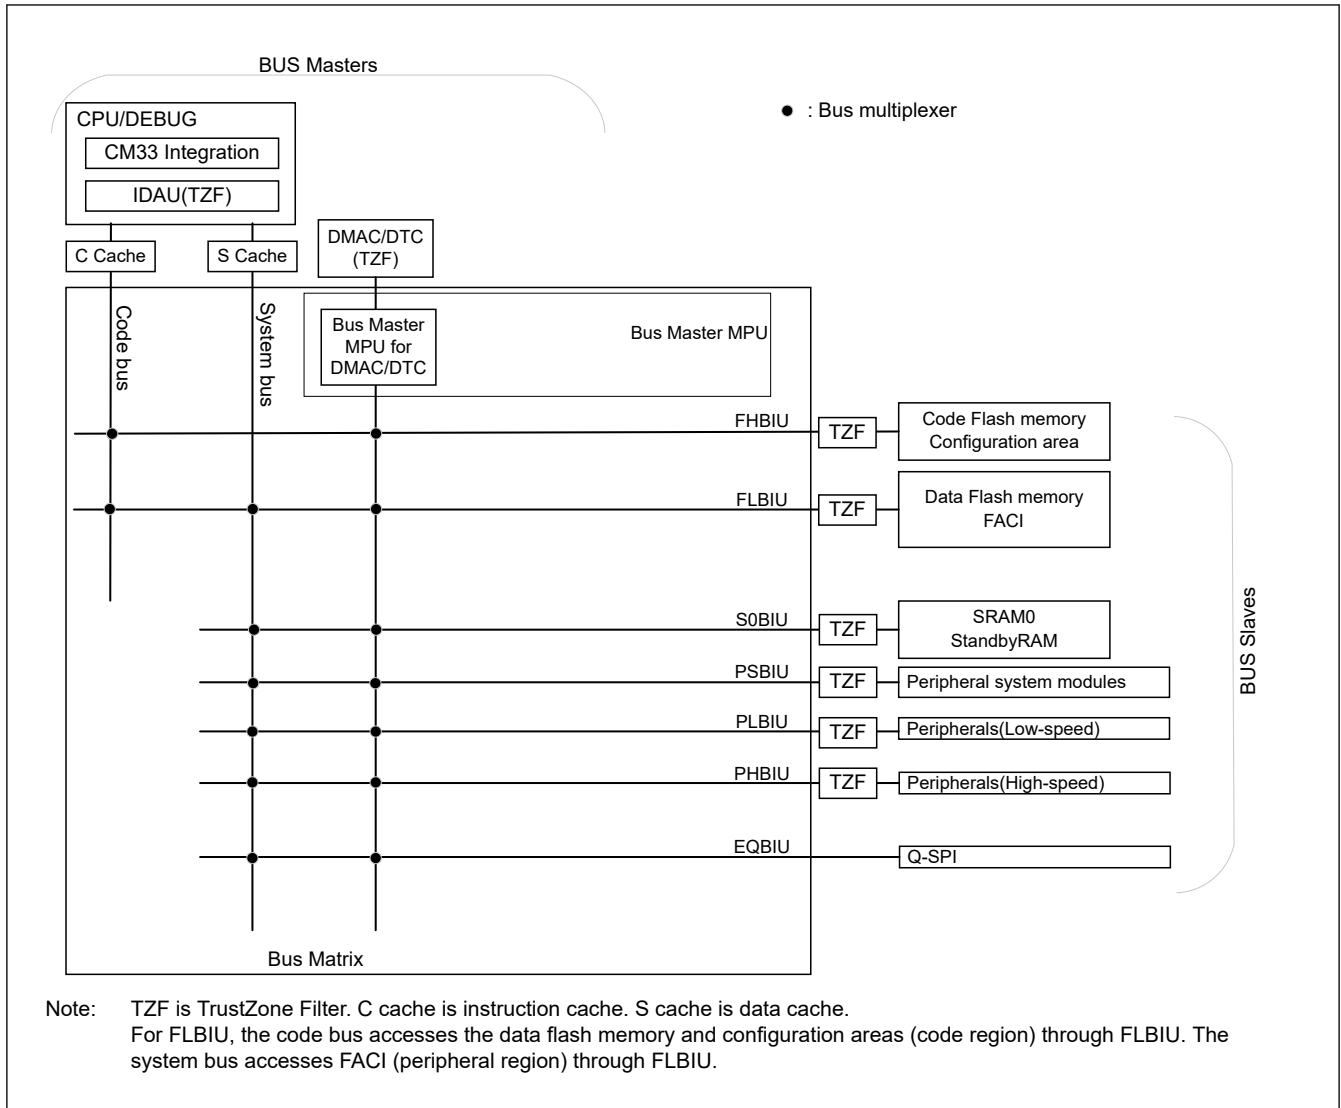 BUS Masters
CPU/DEBUG
CM33 Integration
IDAU(TZF)
● : Bus multiplexer
C Cache
S Cache
DMAC/DTC
(TZF)
Code bus
System bus
Bus Master
MPU for
DMAC/DTC
Bus Master MPU
FHBIU
TZF
Code Flash memory
Configuration area
FLBIU
TZF
Data Flash memory
FACI
S0BIU
TZF
SRAM0
StandbyRAM
PSBIU
TZF
Peripheral system modules
PLBIU
TZF
Peripherals(Low-speed)
PHBIU
TZF
Peripherals(High-speed)
EQBIU
Q-SPI
BUS Slaves
Bus Matrix
Note: TZF is TrustZone Filter. C cache is instruction cache. S cache is data cache.
For FLBIU, the code bus accesses the data flash memory and configuration areas (code region) through FLBIU. The
system bus accesses FACI (peripheral region) through FLBIU.